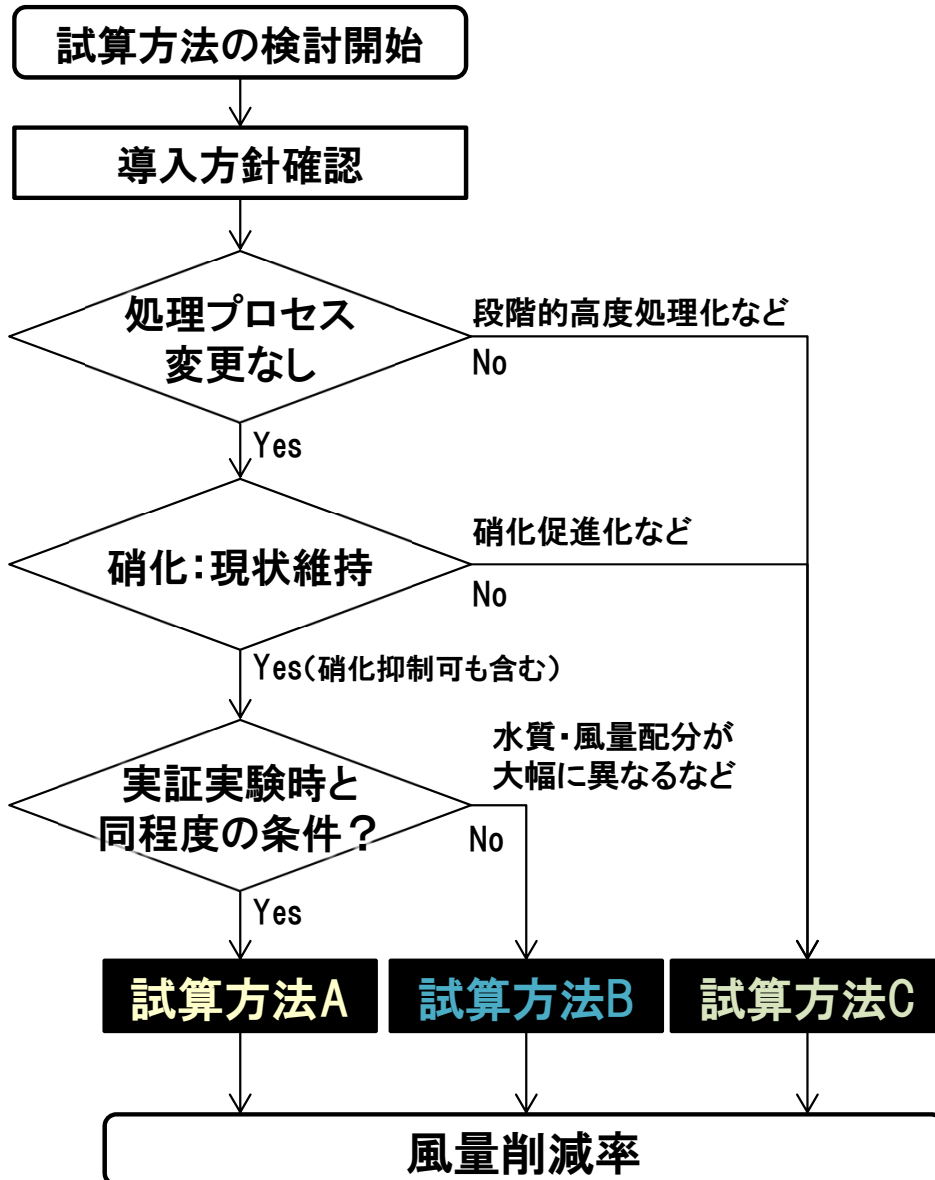 試算方法の検討開始
導入方針確認
処理プロセス
変更なし
段階的高度処理化など
No
Yes
硝化：現状維持
硝化促進化など
No
Yes（硝化抑制可も含む）
実証実験時と
同程度の条件？
水質・風量配分が
大幅に異なるなど
No
Yes
試算方法A
試算方法B
試算方法C
風量削減率